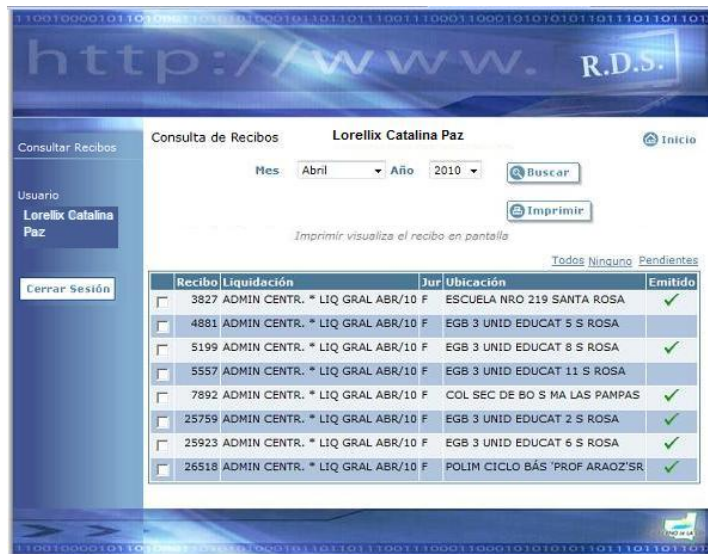 http://www.
R.D.S.
Consultar Recibos
Usuario
Lorellix Catalina
Paz
Cerrar Sesión
Consulta de Recibos Lorellix Catalina Paz Inicio
Mes Abril Año 2010 Buscar
Imprimir
Imprimir visualiza el recibo en pantalla
Todos Ninguno Pendientes
Recibo Liquidación Jur Ubicación Emitido
3827 ADMIN CENTR. * LIQ GRAL ABR/10 F ESCUELA NRO 219 SANTA ROSA ✓
4881 ADMIN CENTR. * LIQ GRAL ABR/10 F EGB 3 UNID EDUCAT 5 S ROSA
5199 ADMIN CENTR. * LIQ GRAL ABR/10 F EGB 3 UNID EDUCAT 8 S ROSA ✓
5557 ADMIN CENTR. * LIQ GRAL ABR/10 F EGB 3 UNID EDUCAT 11 S ROSA
7892 ADMIN CENTR. * LIQ GRAL ABR/10 F COL SEC DE BO S MA LAS PAMPAS ✓
25759 ADMIN CENTR. * LIQ GRAL ABR/10 F EGB 3 UNID EDUCAT 2 S ROSA ✓
25923 ADMIN CENTR. * LIQ GRAL ABR/10 F EGB 3 UNID EDUCAT 6 S ROSA ✓
26518 ADMIN CENTR. * LIQ GRAL ABR/10 F POLIM CICLO BÁS 'PROF ARAOZ'SR ✓